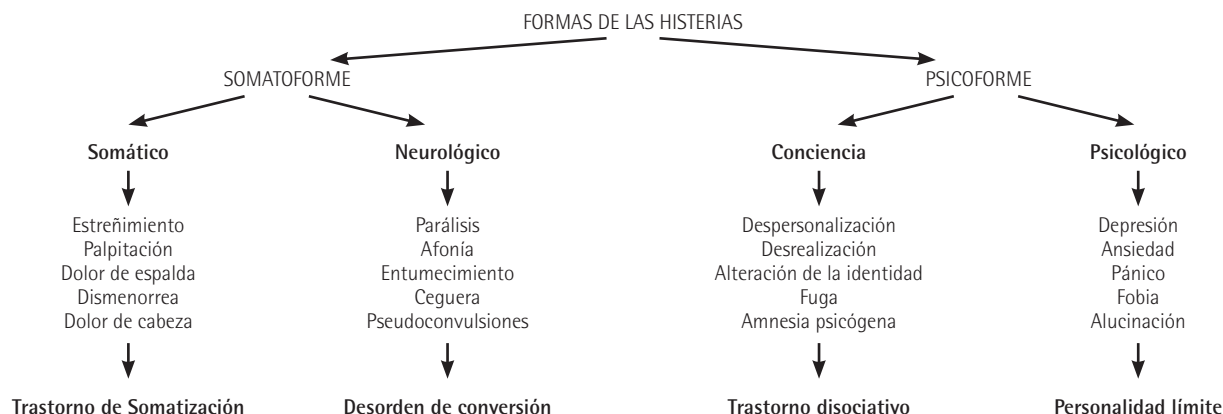 FORMAS DE LAS HISTERIAS
SOMATOFORME
PSICOFORME
Somático
Neurológico
Conciencia
Psicológico
Estreñimiento
Palpitación
Dolor de espalda
Dismenorrea
Dolor de cabeza
Parálisis
Afonía
Entumecimiento
Ceguera
Pseudoconvulsiones
Despersonalización
Desrealización
Alteración de la identidad
Fuga
Amnesia psicógena
Depresión
Ansiedad
Pánico
Fobia
Alucinación
Trastorno de Somatización
Desorden de conversión
Trastorno disociativo
Personalidad límite